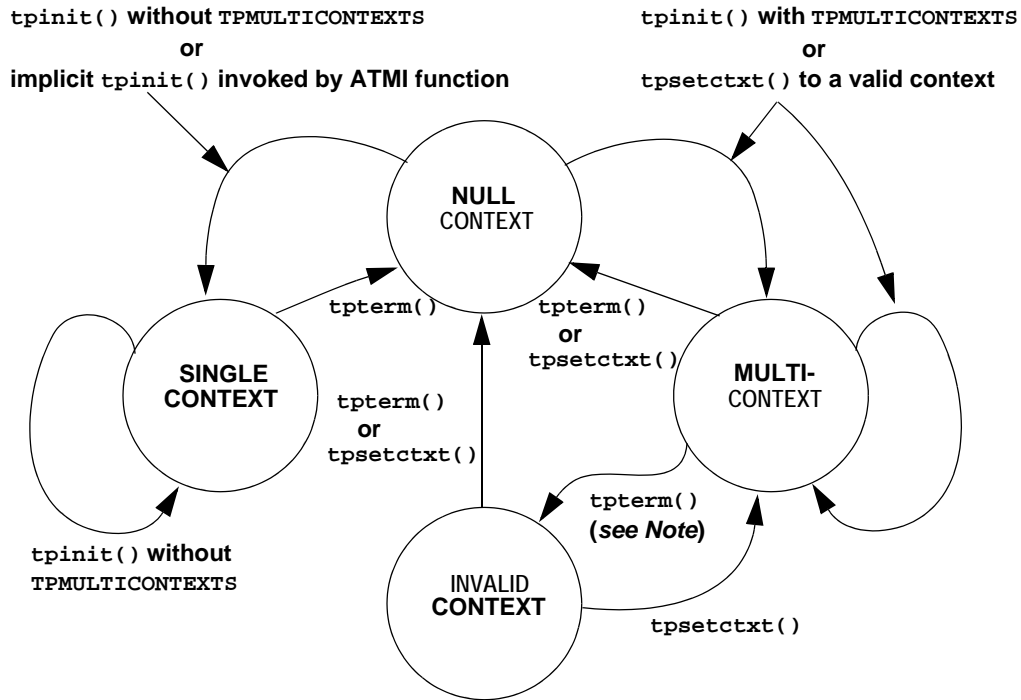 tpinit() without TPMULTICONTEXTS
or
implicit tpinit() invoked by ATMI function
tpinit() with TPMULTICONTEXTS
or
tpsetctxt() to a valid context
NULL
CONTEXT
tpterm()
tpterm()
or
tpsetctxt()
SINGLE
CONTEXT
MULTI-
CONTEXT
tpterm()
or
tpsetctxt()
tpterm()
(see Note)
tpinit() without
TPMULTICONTEXTS
INVALID
CONTEXT
tpsetctxt()